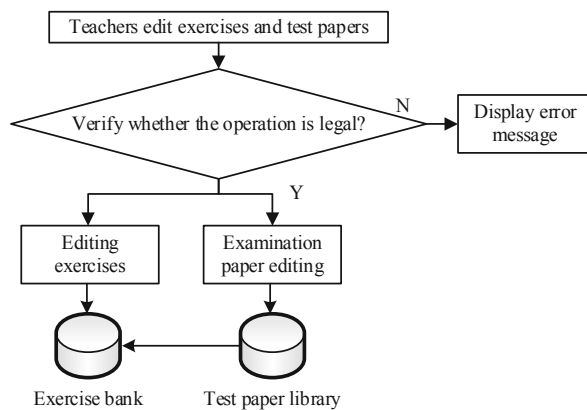 Teachers edit exercises and test papers
N
Verify whether the operation is legal?
Display error
message
Y
Editing
exercises
Examination
paper editing
Exercise bank
Test paper library